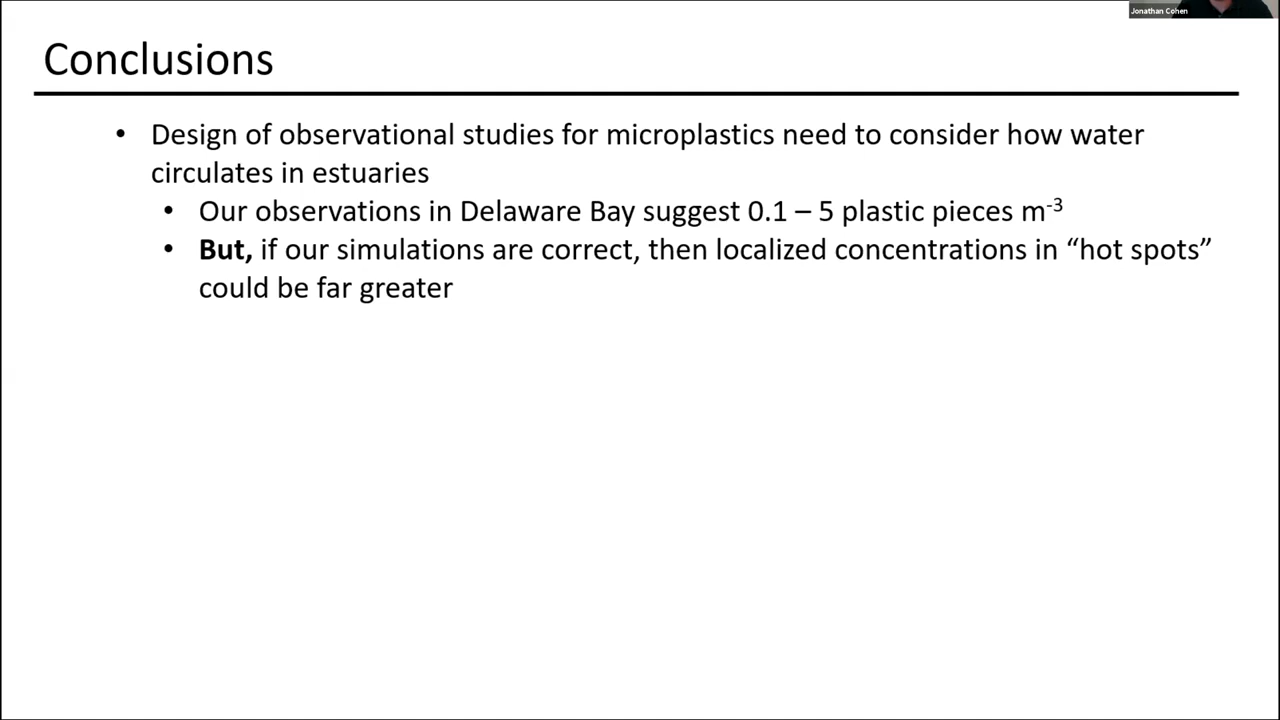 Jonathan Cohen
Conclusions
• Design of observational studies for microplastics need to consider how water
circulates in estuaries
• Our observations in Delaware Bay suggest 0.1 – 5 plastic pieces m⁻³
• But, if our simulations are correct, then localized concentrations in “hot spots”
could be far greater